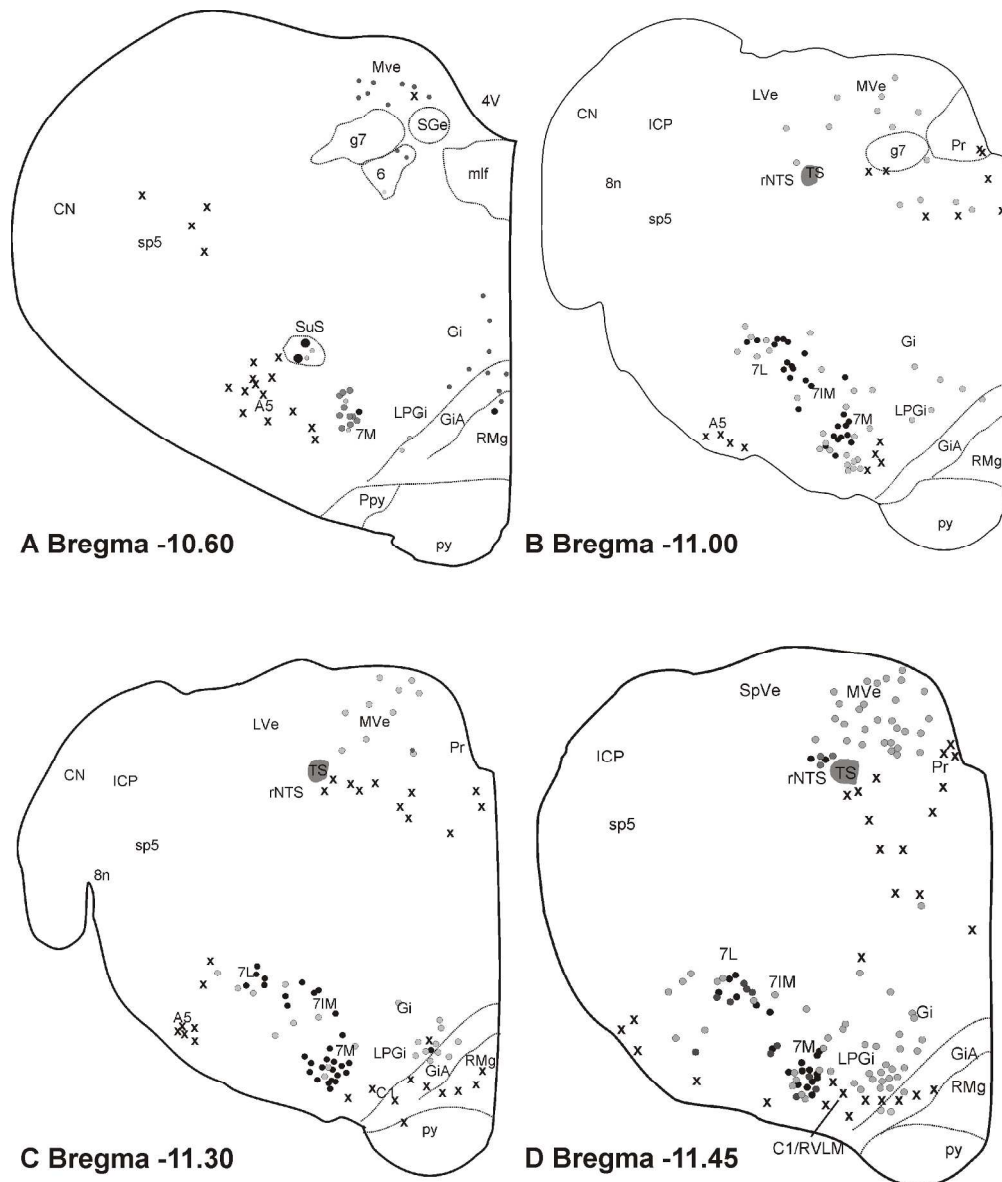 Mve
4V
SGe
g7
6
mlf
CN
sp5
SuS
Gi
A5
7M
LPGi
GiA
RMg
Ppy
py
A Bregma -10.60
LVe
MVe
CN
ICP
g7
Pr
8n
rNTS
TS
sp5
7L
7IM
Gi
7M
LPGi
A5
GiA
RMg
py
B Bregma -11.00
LVe
MVe
Pr
CN
ICP
TS
rNTS
sp5
8n
7L
7IM
Gi
A5
7M
LPGi
GiA
RMg
C1
py
C Bregma -11.30
SpVe
MVe
ICP
rNTS
TS
Pr
sp5
7L
7IM
Gi
7M
LPGi
GiA
RMg
C1/RVLM
py
D Bregma -11.45